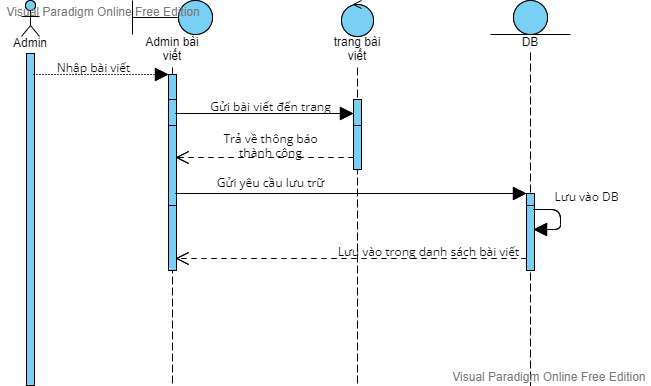 Visual Paradigm Online Free Edition
Admin
Admin bài
viết
trang bài
viết
DB
Nhập bài viết
Gửi bài viết đến trang
Trả về thông báo
thành công
Gửi yêu cầu lưu trữ
Lưu vào DB
Lưu vào trong danh sách bài viết
Visual Paradigm Online Free Edition